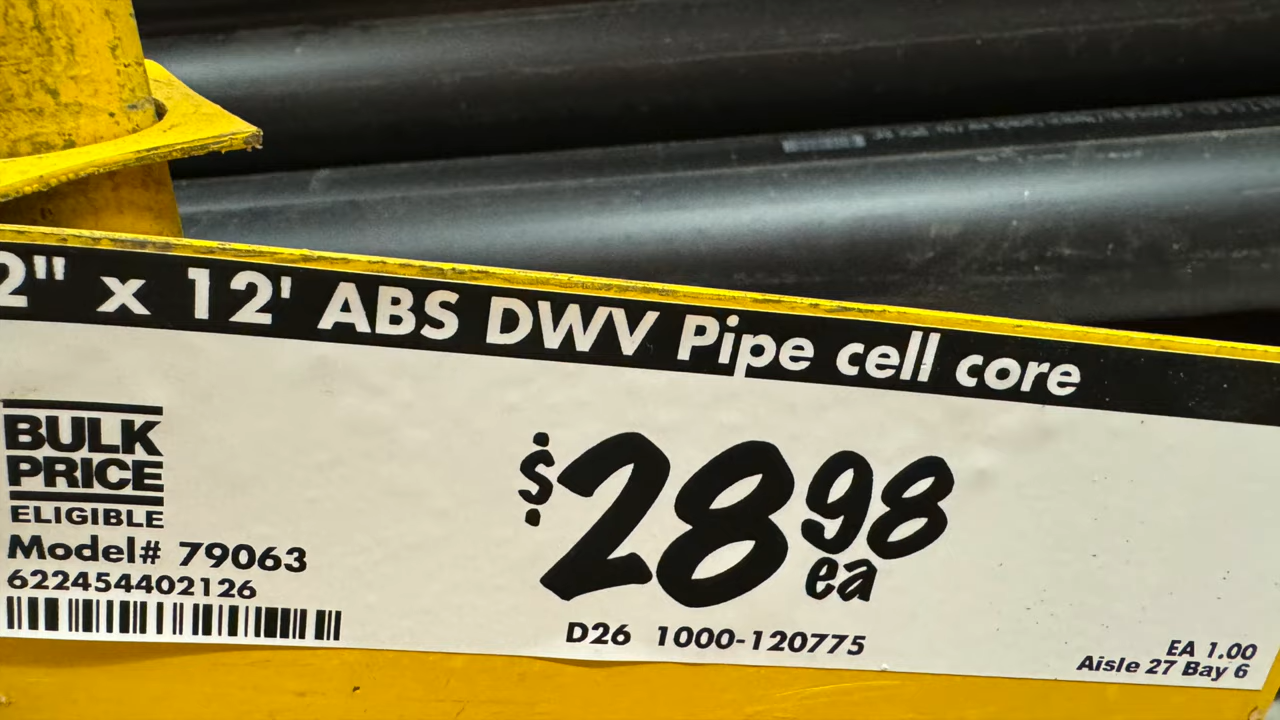 2" x 12' ABS DWV Pipe cell core
BULK
PRICE
ELIGIBLE
Model# 79063
622454402126
$28 98
ea
D26 1000-120775
EA 1.00
Aisle 27 Bay 6